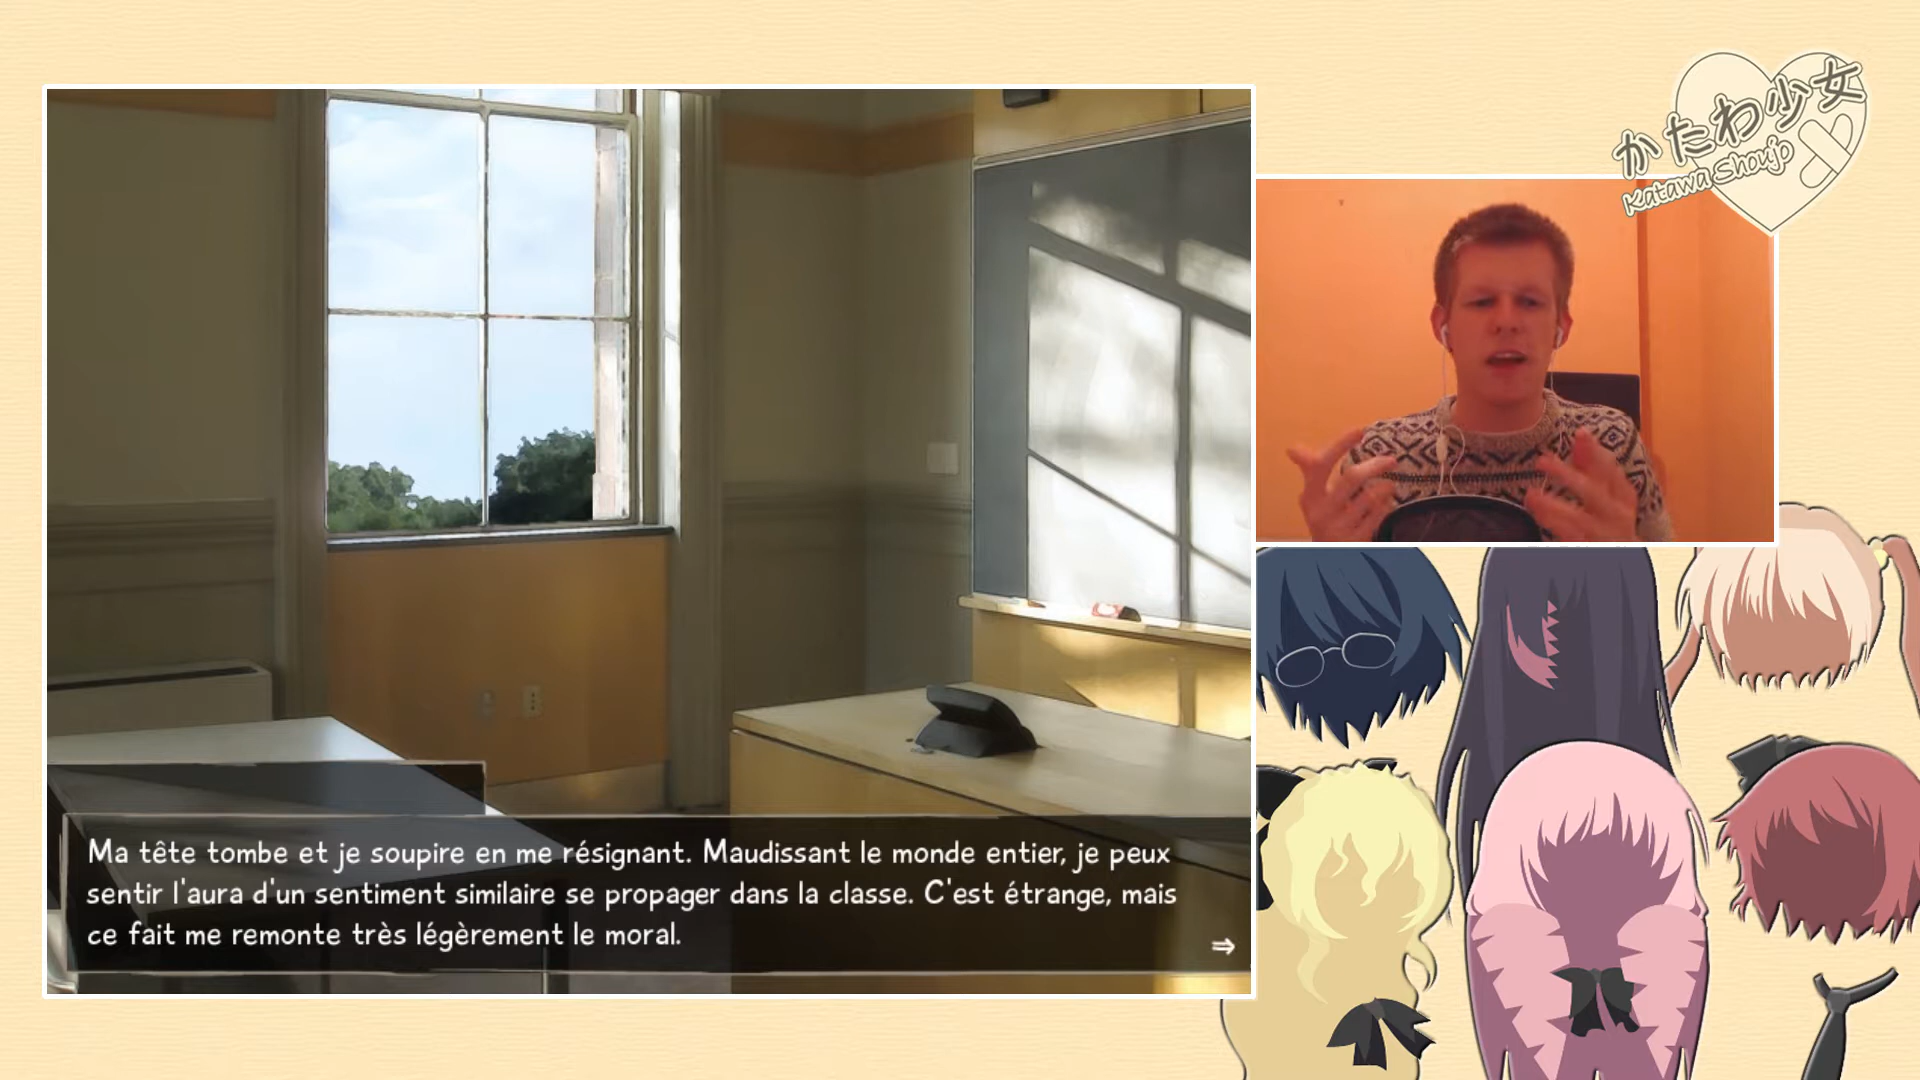 かたわ少女
Katawa Shoujo
Ma tête tombe et je soupire en me résignant. Maudissant le monde entier, je peux
sentir l'aura d'un sentiment similaire se propager dans la classe. C'est étrange, mais
ce fait me remonte très légèrement le moral.